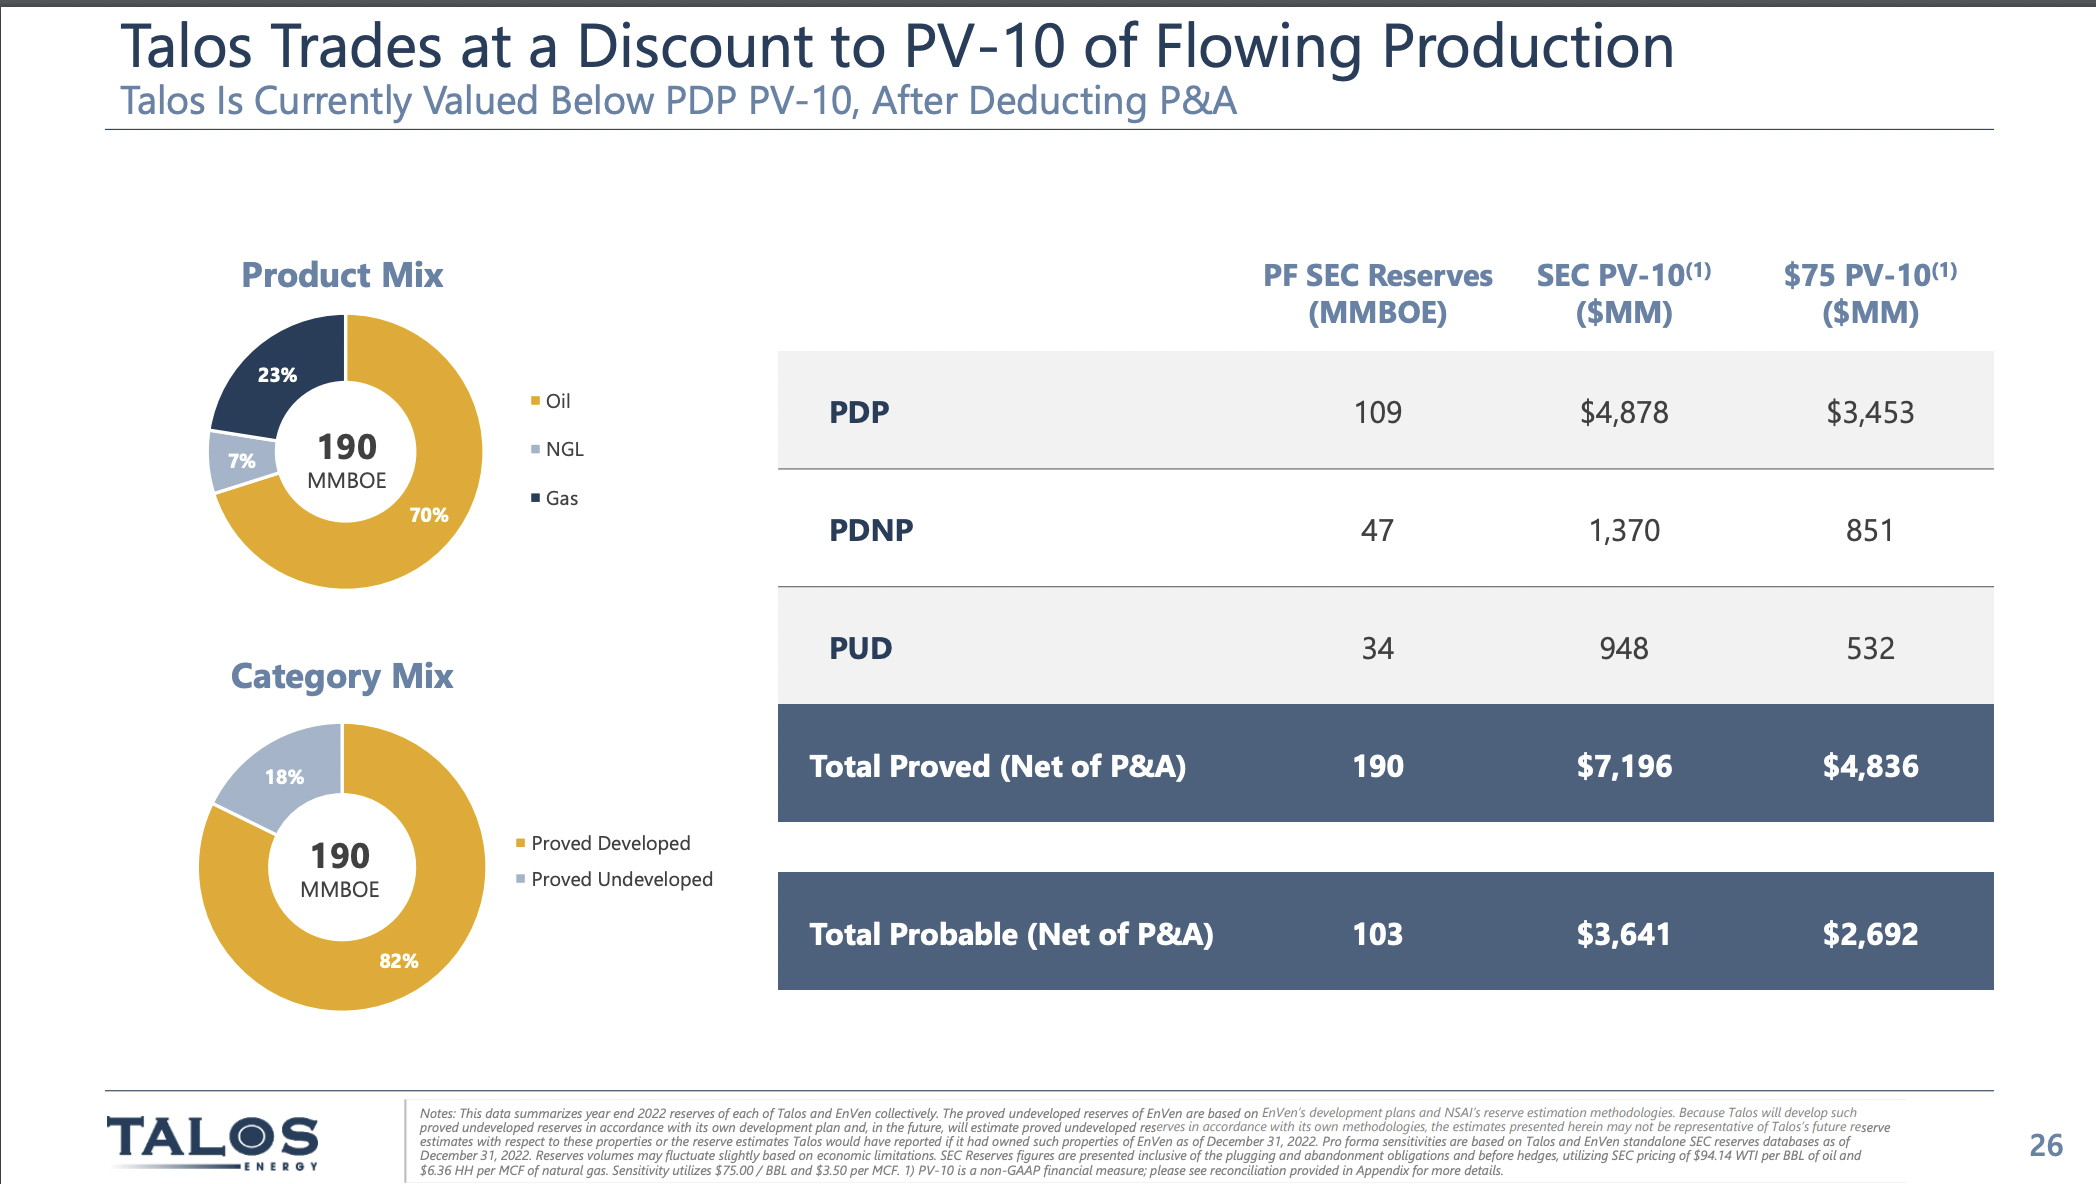 Talos Trades at a Discount to PV-10 of Flowing Production
Talos Is Currently Valued Below PDP PV-10, After Deducting P&A
Product Mix
23%
7%
70%
190
MMBOE
Oil
NGL
Gas
Category Mix
18%
82%
190
MMBOE
Proved Developed
Proved Undeveloped
PF SEC Reserves SEC PV-10(1) $75 PV-10(1)
(MMBOE) ($MM) ($MM)
PDP 109 $4,878 $3,453
PDNP 47 1,370 851
PUD 34 948 532
Total Proved (Net of P&A) 190 $7,196 $4,836
Total Probable (Net of P&A) 103 $3,641 $2,692
TALOS
ENERGY
Notes: This data summarizes year end 2022 reserves of each of Talos and EnVen collectively. The proved undeveloped reserves of EnVen are based on EnVen's development plans and NSAI's reserve estimation methodologies. Because Talos will develop such
proved undeveloped reserves in accordance with its own development plan and, in the future, will estimate proved undeveloped reserves in accordance with its own methodologies, the estimates presented herein may not be representative of Talos's future reserve
estimates with respect to these properties or the reserve estimates Talos would have reported if it had owned such properties of EnVen as of December 31, 2022. Pro forma sensitivities are based on Talos and EnVen standalone SEC reserves databases as of
December 31, 2022. Reserves volumes may fluctuate slightly based on economic limitations. SEC Reserves figures are presented inclusive of the plugging and abandonment obligations and before hedges, utilizing SEC pricing of $94.14 WTI per BBL of oil and
$6.36 HH per MCF of natural gas. Sensitivity utilizes $75.00 / BBL and $3.50 per MCF. 1) PV-10 is a non-GAAP financial measure; please see reconciliation provided in Appendix for more details.
26